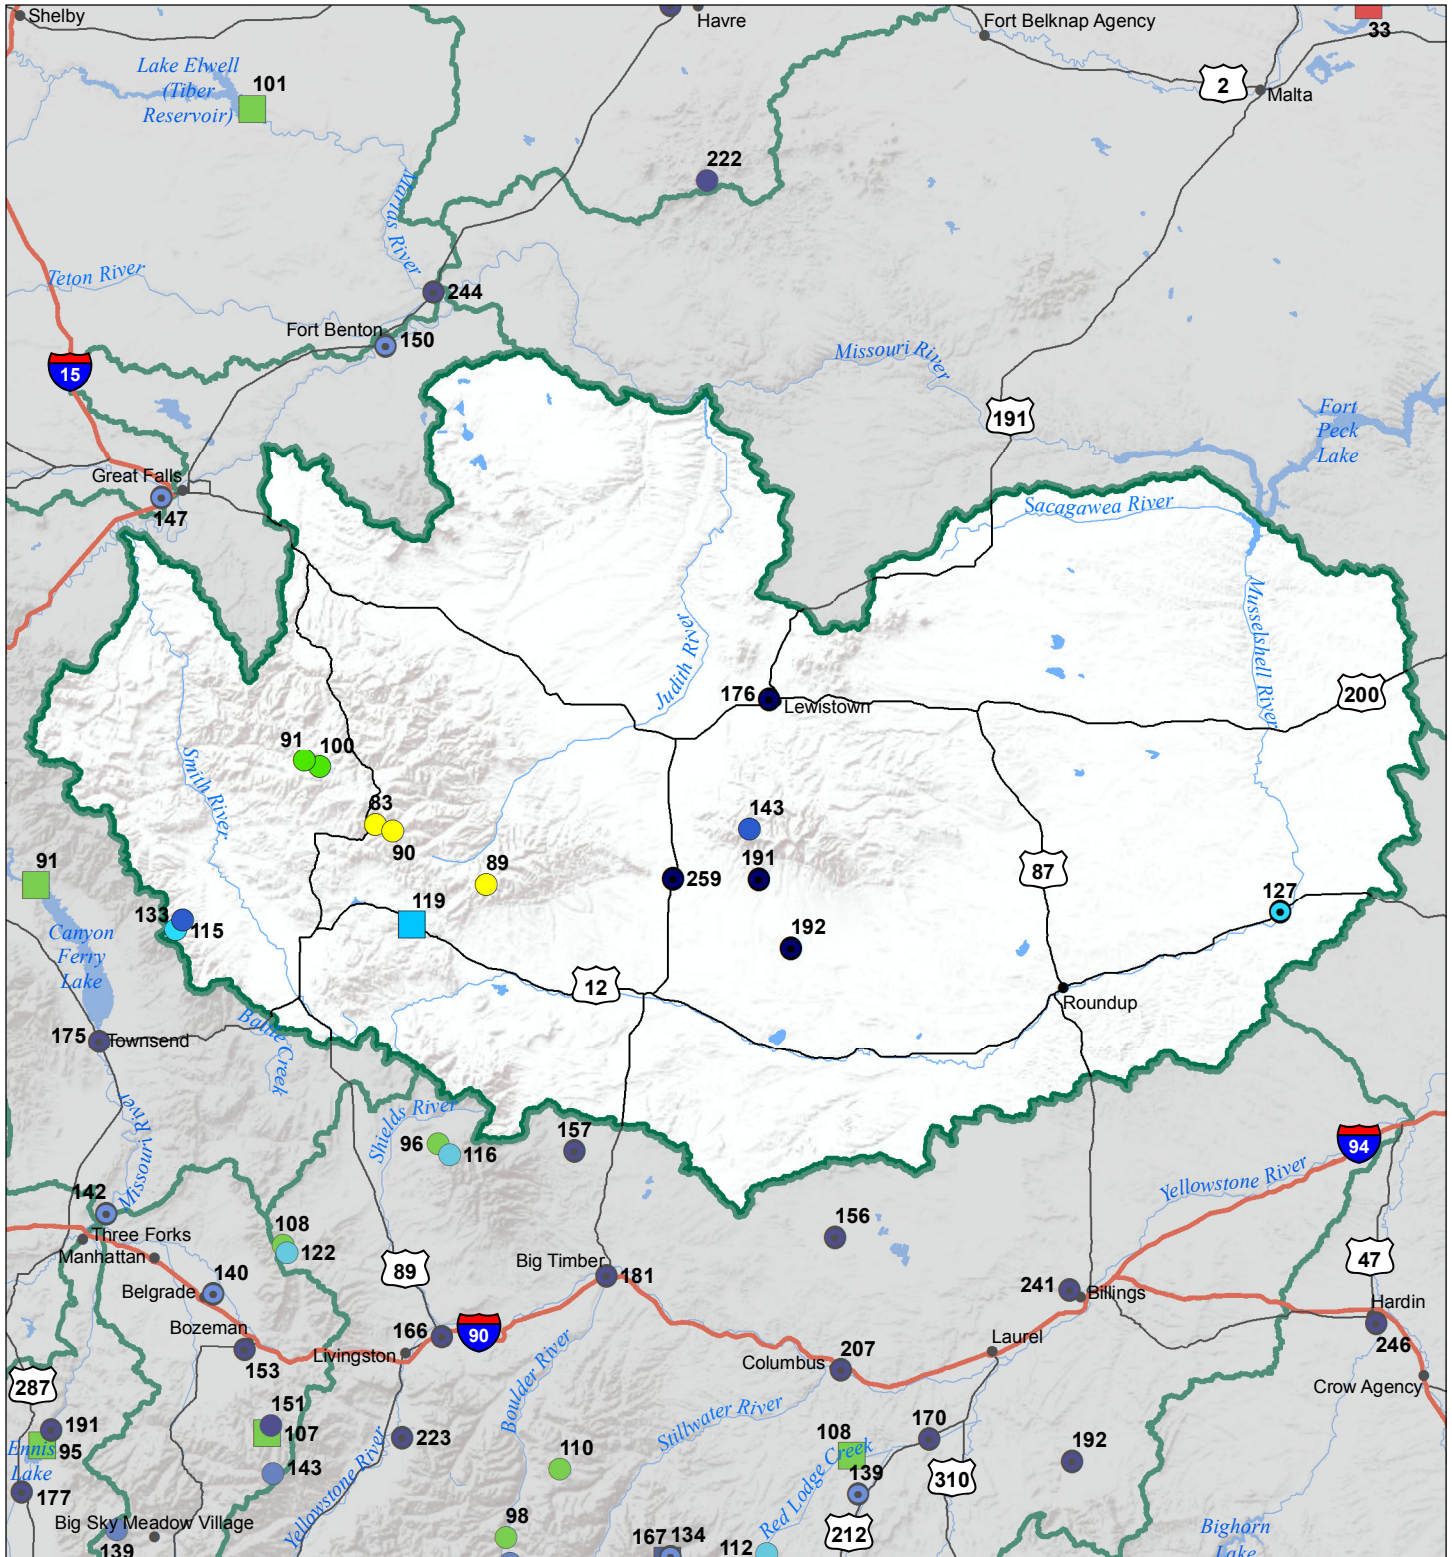 Shelby
Havre
Fort Belknap Agency
33
Lake Elwell
(Tiber
Reservoir)
101
2
Malta
222
Marias River
Teton River
244
Fort Benton
150
15
Missouri River
191
Fort
Peck
Lake
Great Falls
147
Sacagawea River
Judith River
Musselshell River
176
Lewistown
200
91
100
Smith River
83
90
143
91
89
259
191
87
127
119
133
115
192
Canyon
Ferry
Lake
12
Roundup
175
Townsend
Battle Creek
Missouri River
Shields River
96
116
157
94
Yellowstone River
142
Three Forks
Manhattan
108
122
156
89
47
Big Timber
181
140
Belgrade
241
Billings
Hardin
246
Bozeman
153
166
90
Livingston
Laurel
Columbus
207
Crow Agency
287
Boulder River
Stillwater River
151
107
191
95
Ennis
Lake
223
110
108
170
192
143
Yellowstone River
139
310
177
Red Lodge Creek
Big Sky Meadow Village
139
98
167
134
112
212
Bighorn
Lake